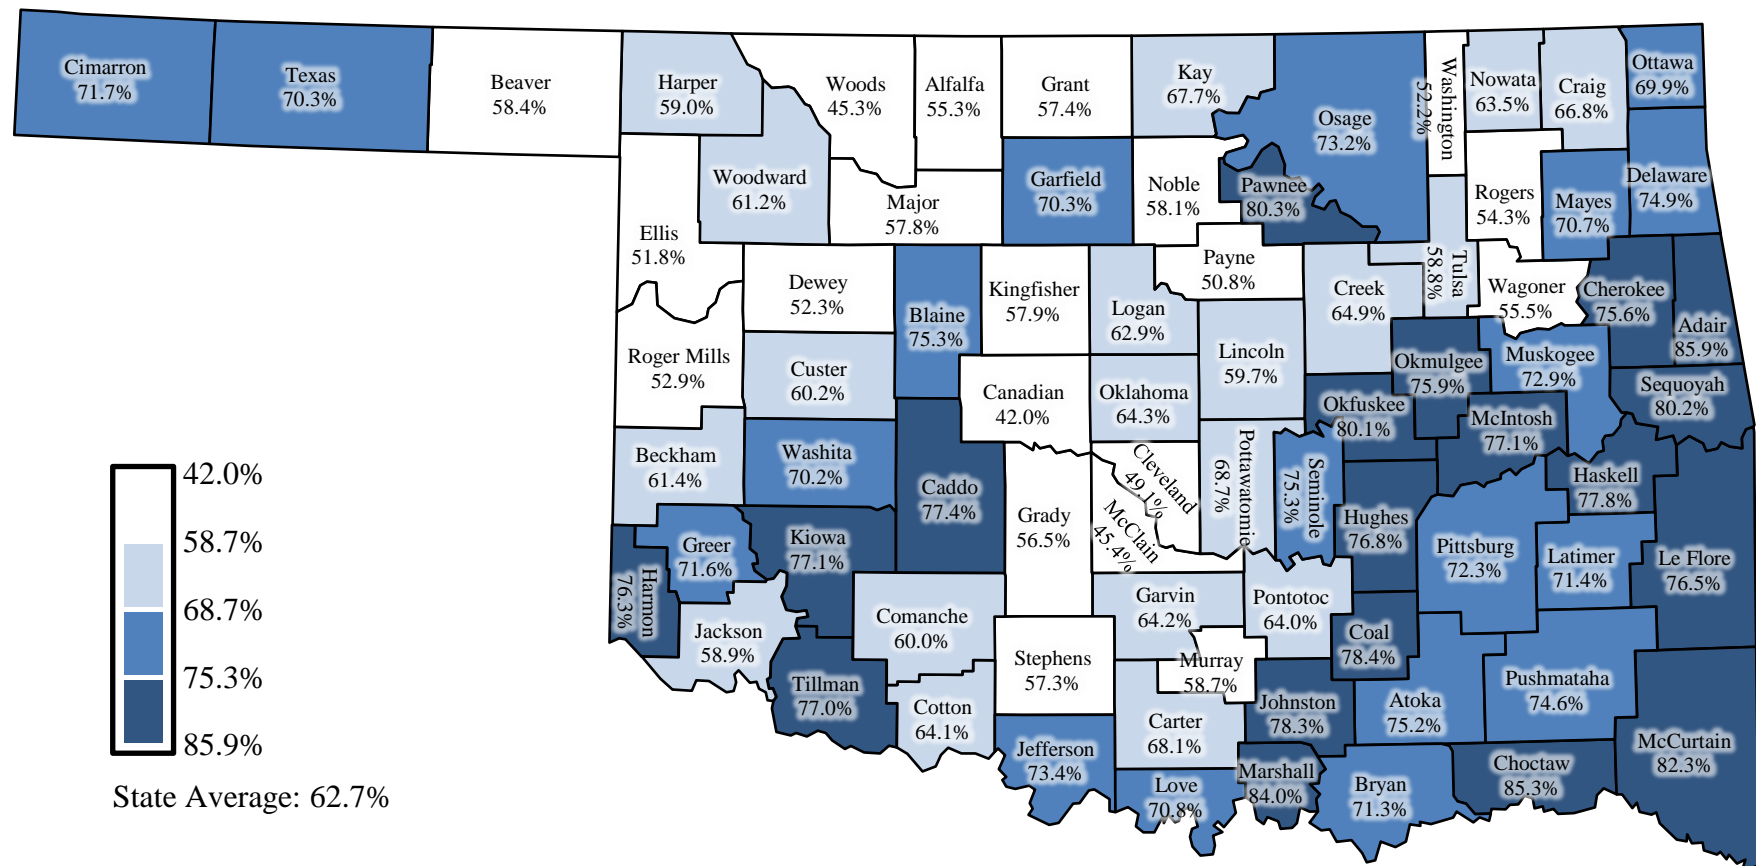 Cimarron
71.7%
Texas
70.3%
Beaver
58.4%
Harper
59.0%
Woods
45.3%
Alfalfa
55.3%
Grant
57.4%
Kay
67.7%
Osage
73.2%
Washington
52.2%
Nowata
63.5%
Craig
66.8%
Ottawa
69.9%
Woodward
61.2%
Major
57.8%
Garfield
70.3%
Noble
58.1%
Pawnee
80.3%
Rogers
54.3%
Mayes
70.7%
Delaware
74.9%
Ellis
51.8%
Dewey
52.3%
Blaine
75.3%
Kingfisher
57.9%
Logan
62.9%
Payne
50.8%
Creek
64.9%
Tulsa
58.8%
Wagoner
55.5%
Cherokee
75.6%
Adair
85.9%
Roger Mills
52.9%
Custer
60.2%
Canadian
42.0%
Oklahoma
64.3%
Lincoln
59.7%
Okmulgee
75.9%
Muskogee
72.9%
Sequoyah
80.2%
Beckham
61.4%
Washita
70.2%
Caddo
77.4%
Grady
56.5%
Cleveland
49.1%
McClain
45.4%
Pottawatomie
68.7%
Seminole
75.3%
Okfuskee
80.1%
McIntosh
77.1%
Haskell
77.8%
Hughes
76.8%
Pittsburg
72.3%
Latimer
71.4%
Le Flore
76.5%
Harmon
76.3%
Greer
71.6%
Kiowa
77.1%
Jackson
58.9%
Comanche
60.0%
Tillman
77.0%
Cotton
64.1%
Stephens
57.3%
Garvin
64.2%
Murray
58.7%
Pontotoc
64.0%
Coal
78.4%
Johnston
78.3%
Atoka
75.2%
Pushmataha
74.6%
McCurtain
82.3%
Jefferson
73.4%
Carter
68.1%
Love
70.8%
Marshall
84.0%
Bryan
71.3%
Choctaw
85.3%
42.0%
58.7%
68.7%
75.3%
85.9%
State Average: 62.7%